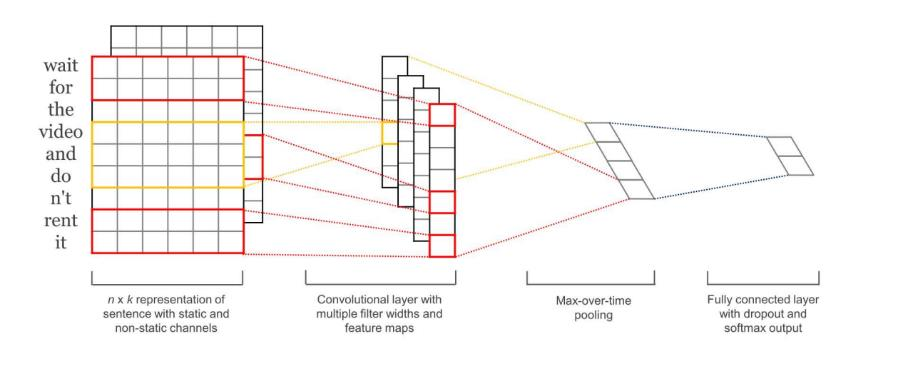 wait
for
the
video
and
do
n't
rent
it
n x k representation of
sentence with static and
non-static channels
Convolutional layer with
multiple filter widths and
feature maps
Max-over-time
pooling
Fully connected layer
with dropout and
softmax output